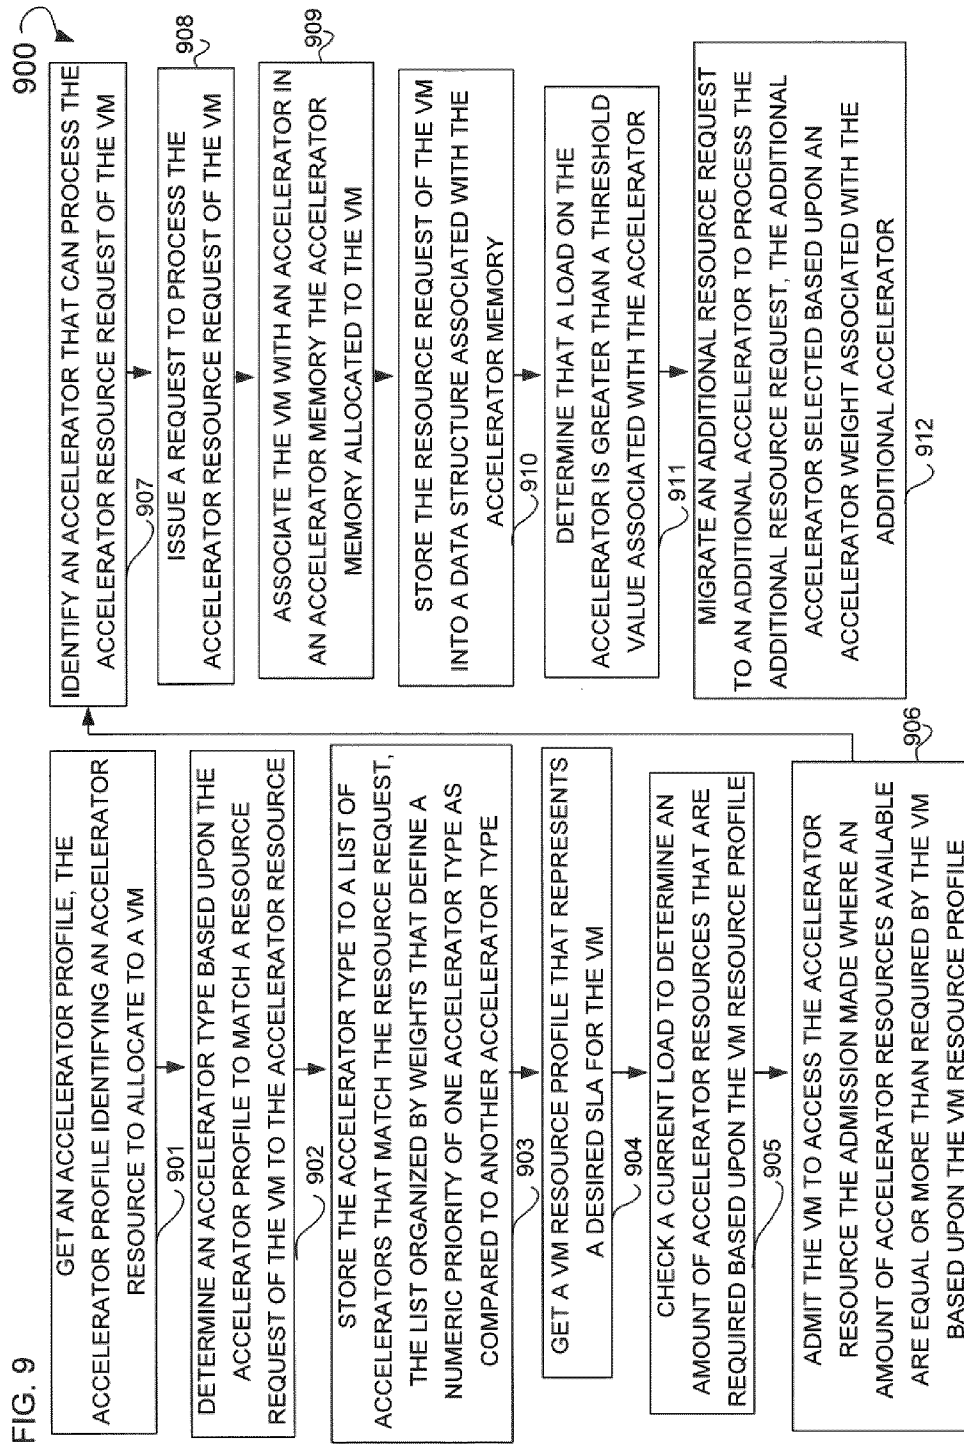 FIG. 9
900
GET AN ACCELERATOR PROFILE, THE
ACCELERATOR PROFILE IDENTIFYING AN ACCELERATOR
RESOURCE TO ALLOCATE TO A VM
901
DETERMINE AN ACCELERATOR TYPE BASED UPON THE
ACCELERATOR PROFILE TO MATCH A RESOURCE
REQUEST OF THE VM TO THE ACCELERATOR RESOURCE
902
STORE THE ACCELERATOR TYPE TO A LIST OF
ACCELERATORS THAT MATCH THE RESOURCE REQUEST,
THE LIST ORGANIZED BY WEIGHTS THAT DEFINE A
NUMERIC PRIORITY OF ONE ACCELERATOR TYPE AS
COMPARED TO ANOTHER ACCELERATOR TYPE
903
GET A VM RESOURCE PROFILE THAT REPRESENTS
A DESIRED SLA FOR THE VM
904
CHECK A CURRENT LOAD TO DETERMINE AN
AMOUNT OF ACCELERATOR RESOURCES THAT ARE
REQUIRED BASED UPON THE VM RESOURCE PROFILE
905
ADMIT THE VM TO ACCESS THE ACCELERATOR
RESOURCE THE ADMISSION MADE WHERE AN
AMOUNT OF ACCELERATOR RESOURCES AVAILABLE
ARE EQUAL OR MORE THAN REQUIRED BY THE VM
BASED UPON THE VM RESOURCE PROFILE
906
IDENTIFY AN ACCELERATOR THAT CAN PROCESS THE
ACCELERATOR RESOURCE REQUEST OF THE VM
907
ISSUE A REQUEST TO PROCESS THE
ACCELERATOR RESOURCE REQUEST OF THE VM
908
ASSOCIATE THE VM WITH AN ACCELERATOR IN
AN ACCELERATOR MEMORY THE ACCELERATOR
MEMORY ALLOCATED TO THE VM
909
STORE THE RESOURCE REQUEST OF THE VM
INTO A DATA STRUCTURE ASSOCIATED WITH THE
ACCELERATOR MEMORY
910
DETERMINE THAT A LOAD ON THE
ACCELERATOR IS GREATER THAN A THRESHOLD
VALUE ASSOCIATED WITH THE ACCELERATOR
911
MIGRATE AN ADDITIONAL RESOURCE REQUEST
TO AN ADDITIONAL ACCELERATOR TO PROCESS THE
ADDITIONAL RESOURCE REQUEST, THE ADDITIONAL
ACCELERATOR SELECTED BASED UPON AN
ACCELERATOR WEIGHT ASSOCIATED WITH THE
ADDITIONAL ACCELERATOR
912